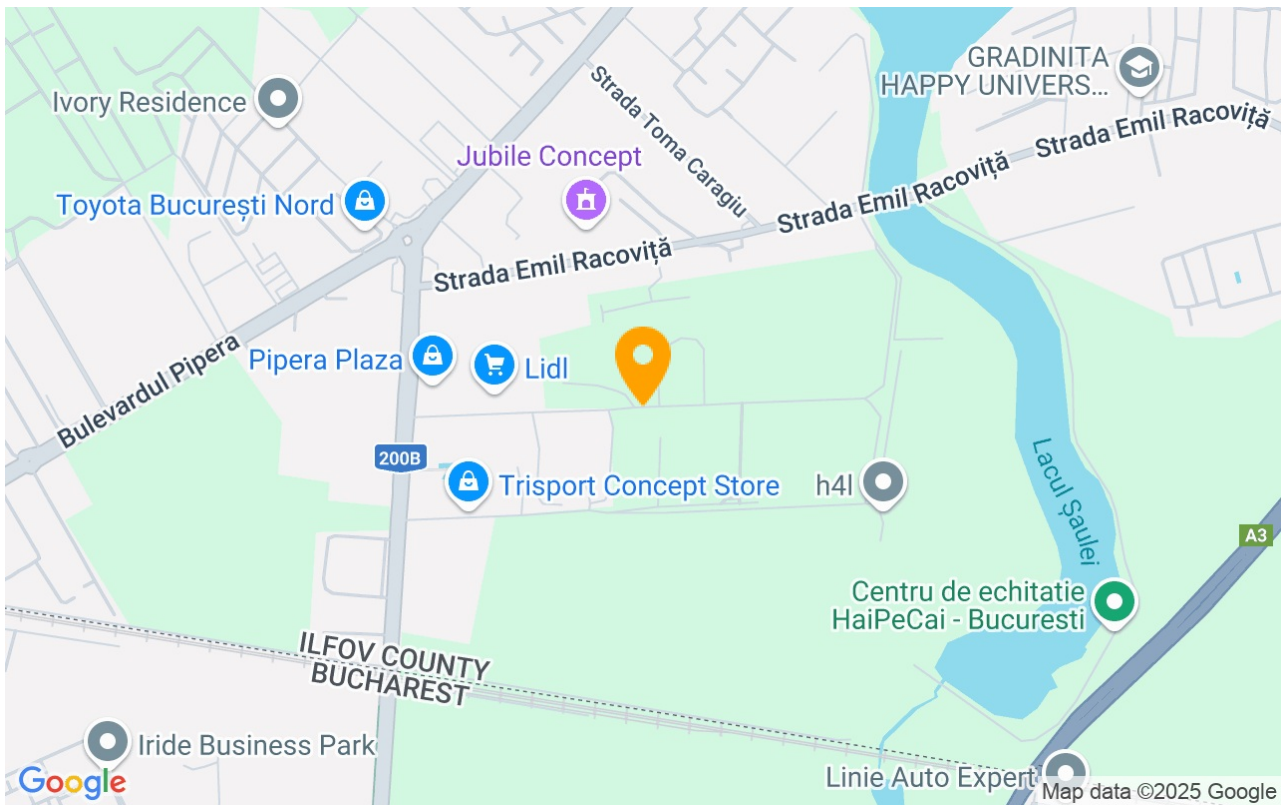 GRADINITA
HAPPY UNIVERS...
Ivory Residence
Strada Toma Caragiu
Strada Emil Racoviță
Jubile Concept
Toyota București Nord
Strada Emil Racoviță
Strada Emil Racoviță
Bulevardul Pipera
Pipera Plaza
Lidl
200B
Trisport Concept Store
h4l
Lacul Șaulei
A3
Centru de echitatie
HaiPeCai - Bucuresti
ILFOV COUNTY
BUCHAREST
Iride Business Park
Linie Auto Expert
Google
Map data ©2025 Google